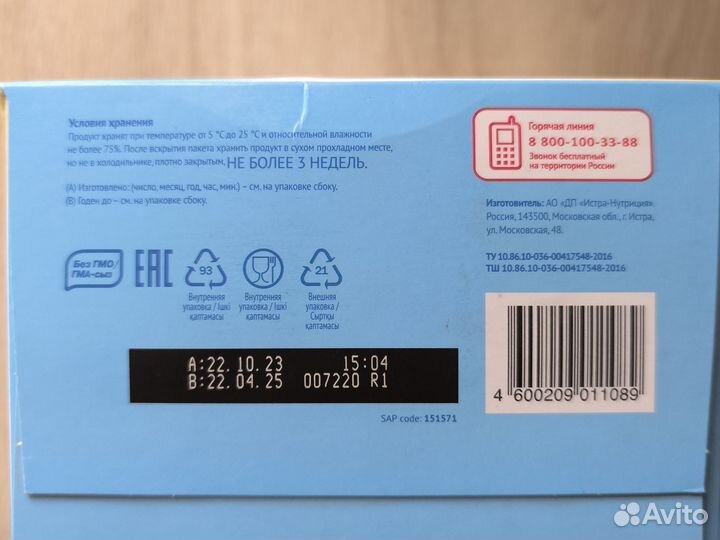 Условия хранения
Продукт хранят при температуре от 5 °С до 25 °С и относительной влажности
не более 75%. После вскрытия пакета хранить продукт в сухом прохладном месте,
но не в холодильнике, плотно закрытым, НЕ БОЛЕЕ 3 НЕДЕЛЬ.
(А) Изготовлено: (число, месяц, год, час, мин.) – см. на упаковке сбоку.
(В) Годен до – см. на упаковке сбоку.
Горячая линия
8 800-100-33-88
Звонок бесплатный
на территории России
Изготовитель: АО «ДП «Истра-Нутриция».
Россия, 143500, Московская обл., г. Истра,
ул. Московская, 48.
ТУ 10.86.10-036-00417548-2016
ТШ 10.86.10-036-00417548-2016
Без ГМО/
ГМА-сыз
EAC
93
21
Внутренняя
упаковка / Ішкі
қаптамасы
Внутренняя
упаковка / Ішкі
қаптамасы
Внешняя
упаковка /
Сыртқы
қаптамасы
A:22.10.23 15:04
B:22.04.25 007220 R1
SAP code: 151571
4 600209 011089
Avito